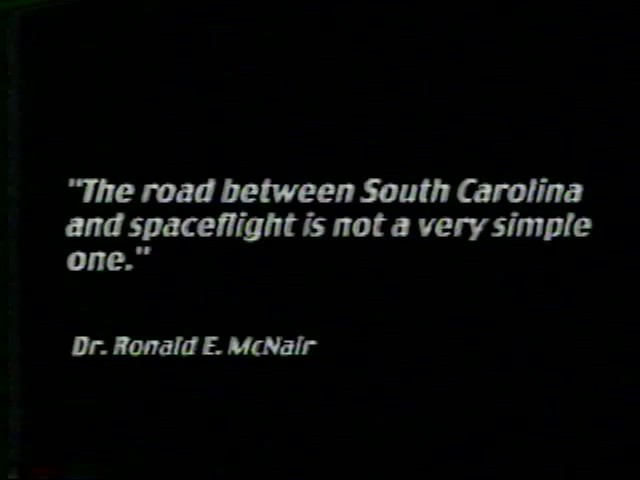 "The road between South Carolina
and spaceflight is not a very simple
one."
Dr. Ronald E. McNair